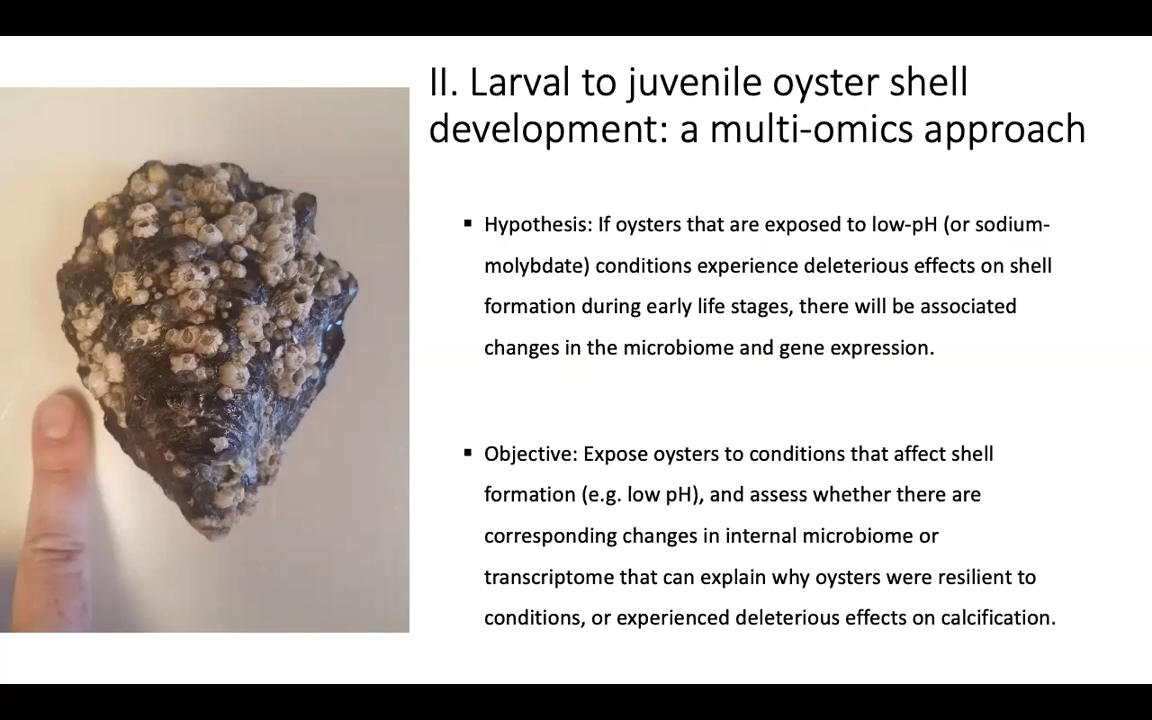 II. Larval to juvenile oyster shell
development: a multi-omics approach
▪ Hypothesis: If oysters that are exposed to low-pH (or sodium-
molybdate) conditions experience deleterious effects on shell
formation during early life stages, there will be associated
changes in the microbiome and gene expression.
▪ Objective: Expose oysters to conditions that affect shell
formation (e.g. low pH), and assess whether there are
corresponding changes in internal microbiome or
transcriptome that can explain why oysters were resilient to
conditions, or experienced deleterious effects on calcification.